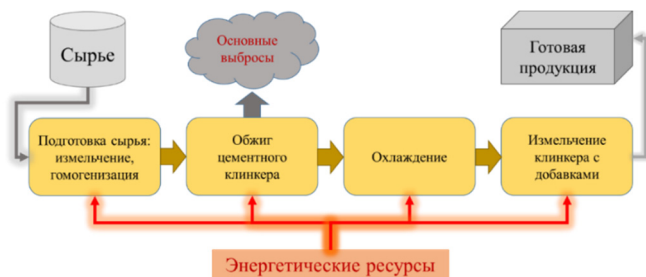 Сырье
Основные
выбросы
Готовая
продукция
Подготовка сырья:
измельчение,
гомогенизация
Обжиг
цементного
клинкера
Охлаждение
Измельчение
клинкера с
добавками
Энергетические ресурсы